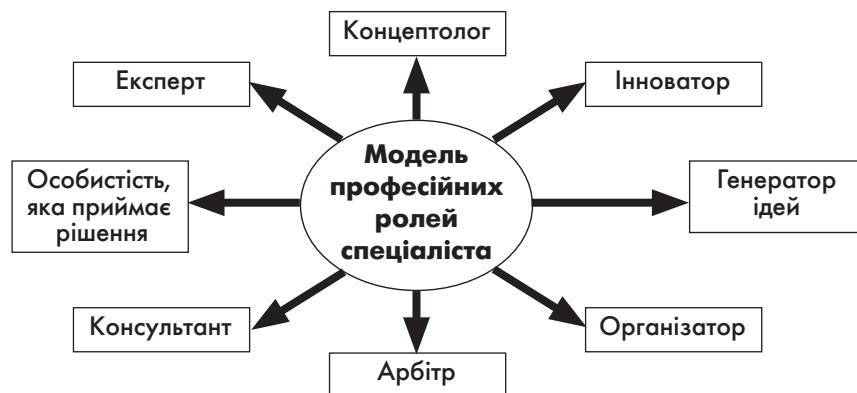 Концептолог
Експерт
Інноватор
Модель
професійних
ролей
спеціаліста
Особистість,
яка приймає
рішення
Генератор
ідей
Консультант
Організатор
Арбітр